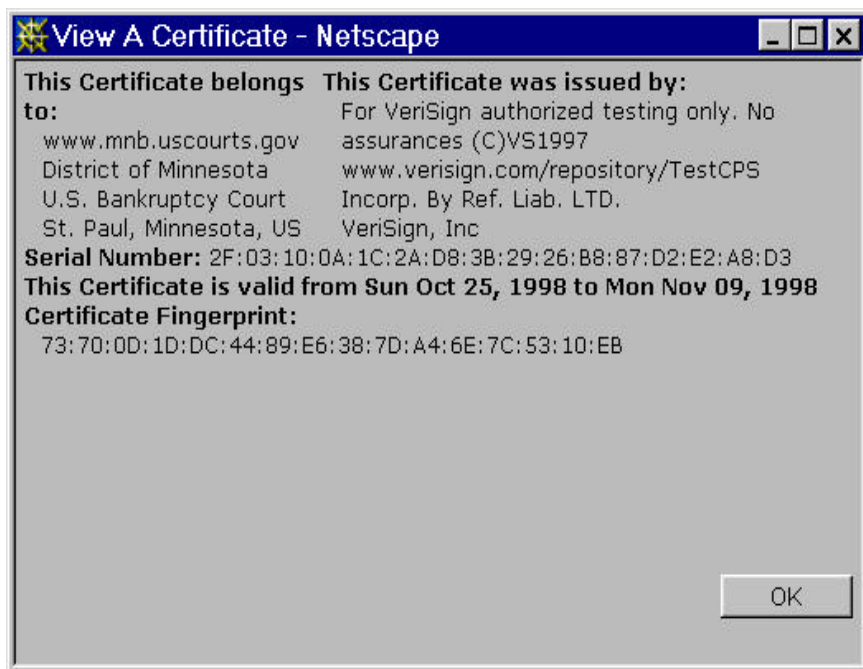 View A Certificate - Netscape
This Certificate belongs to:
www.mnb.uscourts.gov
District of Minnesota
U.S. Bankruptcy Court
St. Paul, Minnesota, US
This Certificate was issued by:
For VeriSign authorized testing only. No
assurances (C)VS1997
www.verisign.com/repository/TestCPS
Incorp. By Ref. Liab. LTD.
VeriSign, Inc
Serial Number: 2F:03:10:0A:1C:2A:D8:3B:29:26:B8:87:D2:E2:A8:D3
This Certificate is valid from Sun Oct 25, 1998 to Mon Nov 09, 1998
Certificate Fingerprint:
73:70:0D:1D:DC:44:89:E6:38:7D:A4:6E:7C:53:10:EB
OK